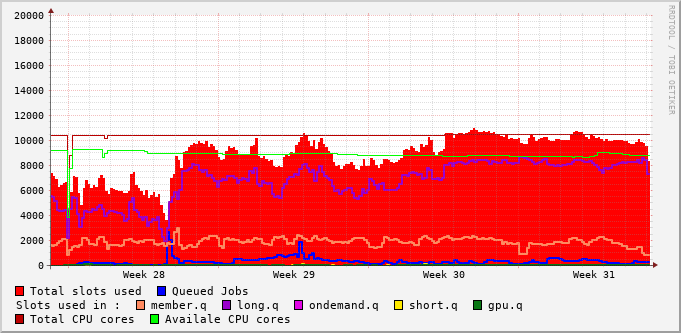 20000
18000
16000
14000
12000
10000
8000
6000
4000
2000
0
Week 28 Week 29 Week 30 Week 31
RRDTOOL / TOBI OETIKER
Total slots used Queued Jobs
Slots used in : member.q long.q ondemand.q short.q gpu.q
Total CPU cores Availale CPU cores